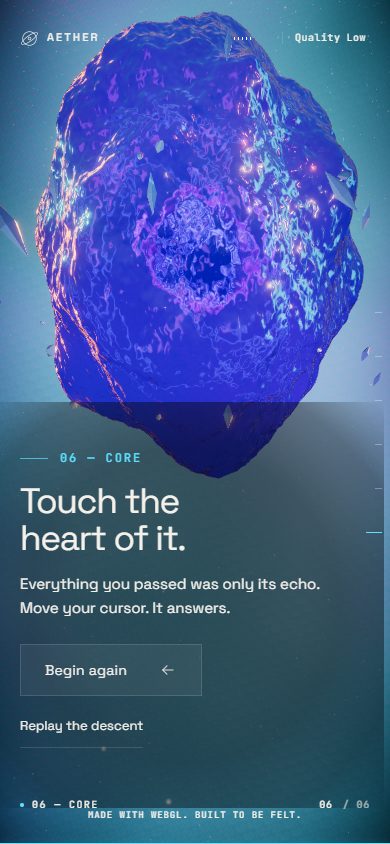 AETHER
Quality Low
06 — CORE
Touch the
heart of it.
Everything you passed was only its echo.
Move your cursor. It answers.
Begin again ←
Replay the descent
06 — CORE
06 / 06
MADE WITH WEBGL. BUILT TO BE FELT.